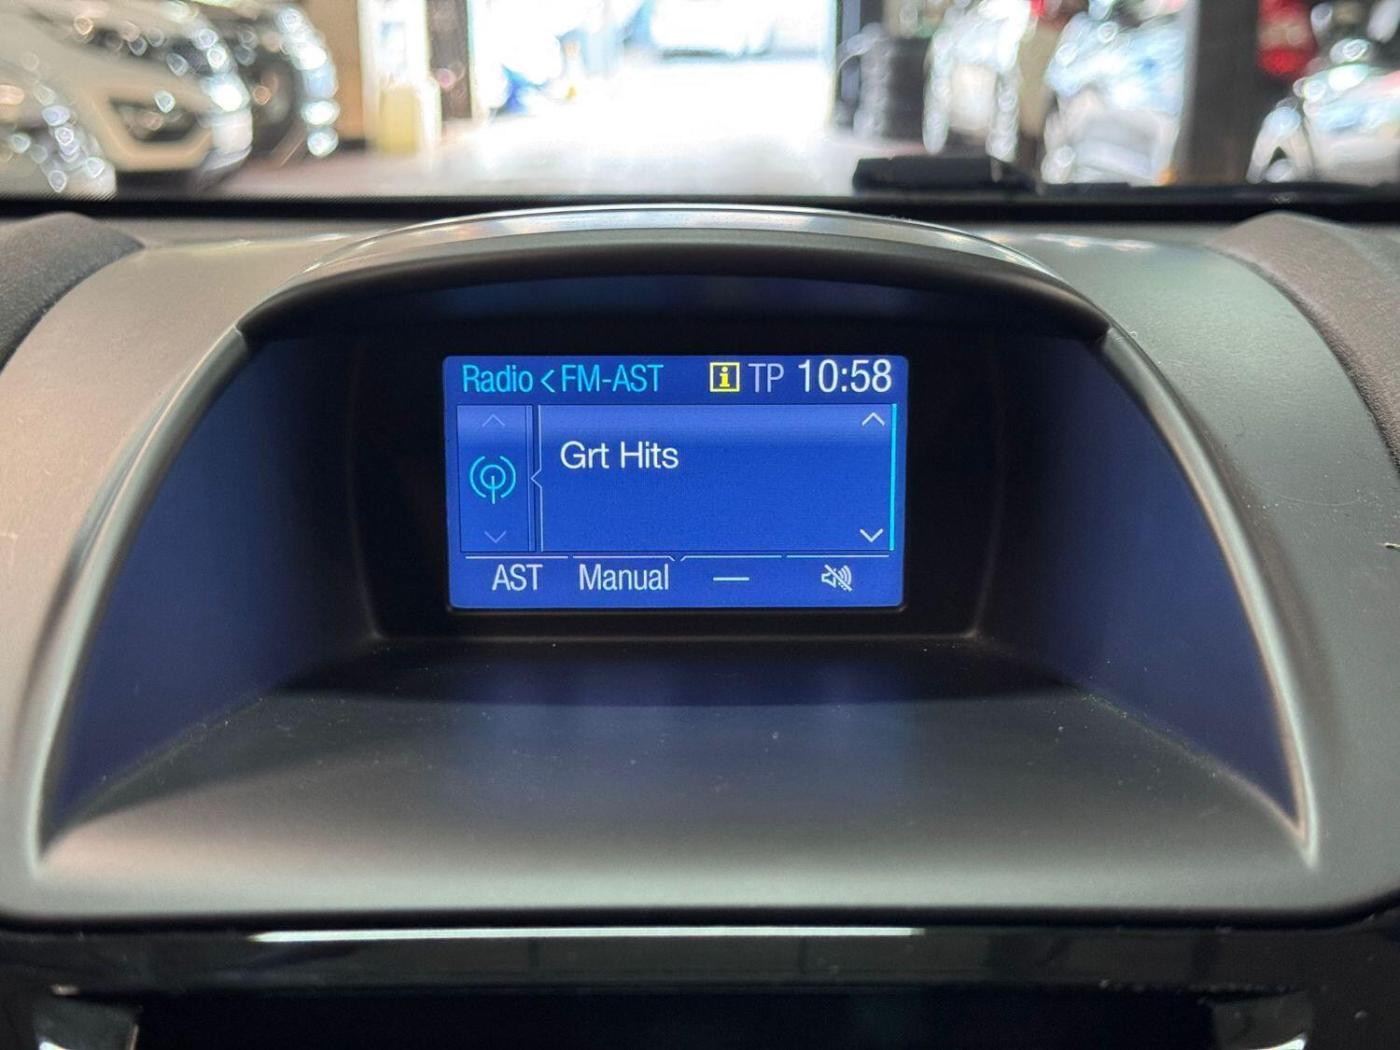 Radio < FM-AST i TP 10:58
Grt Hits
AST Manual —